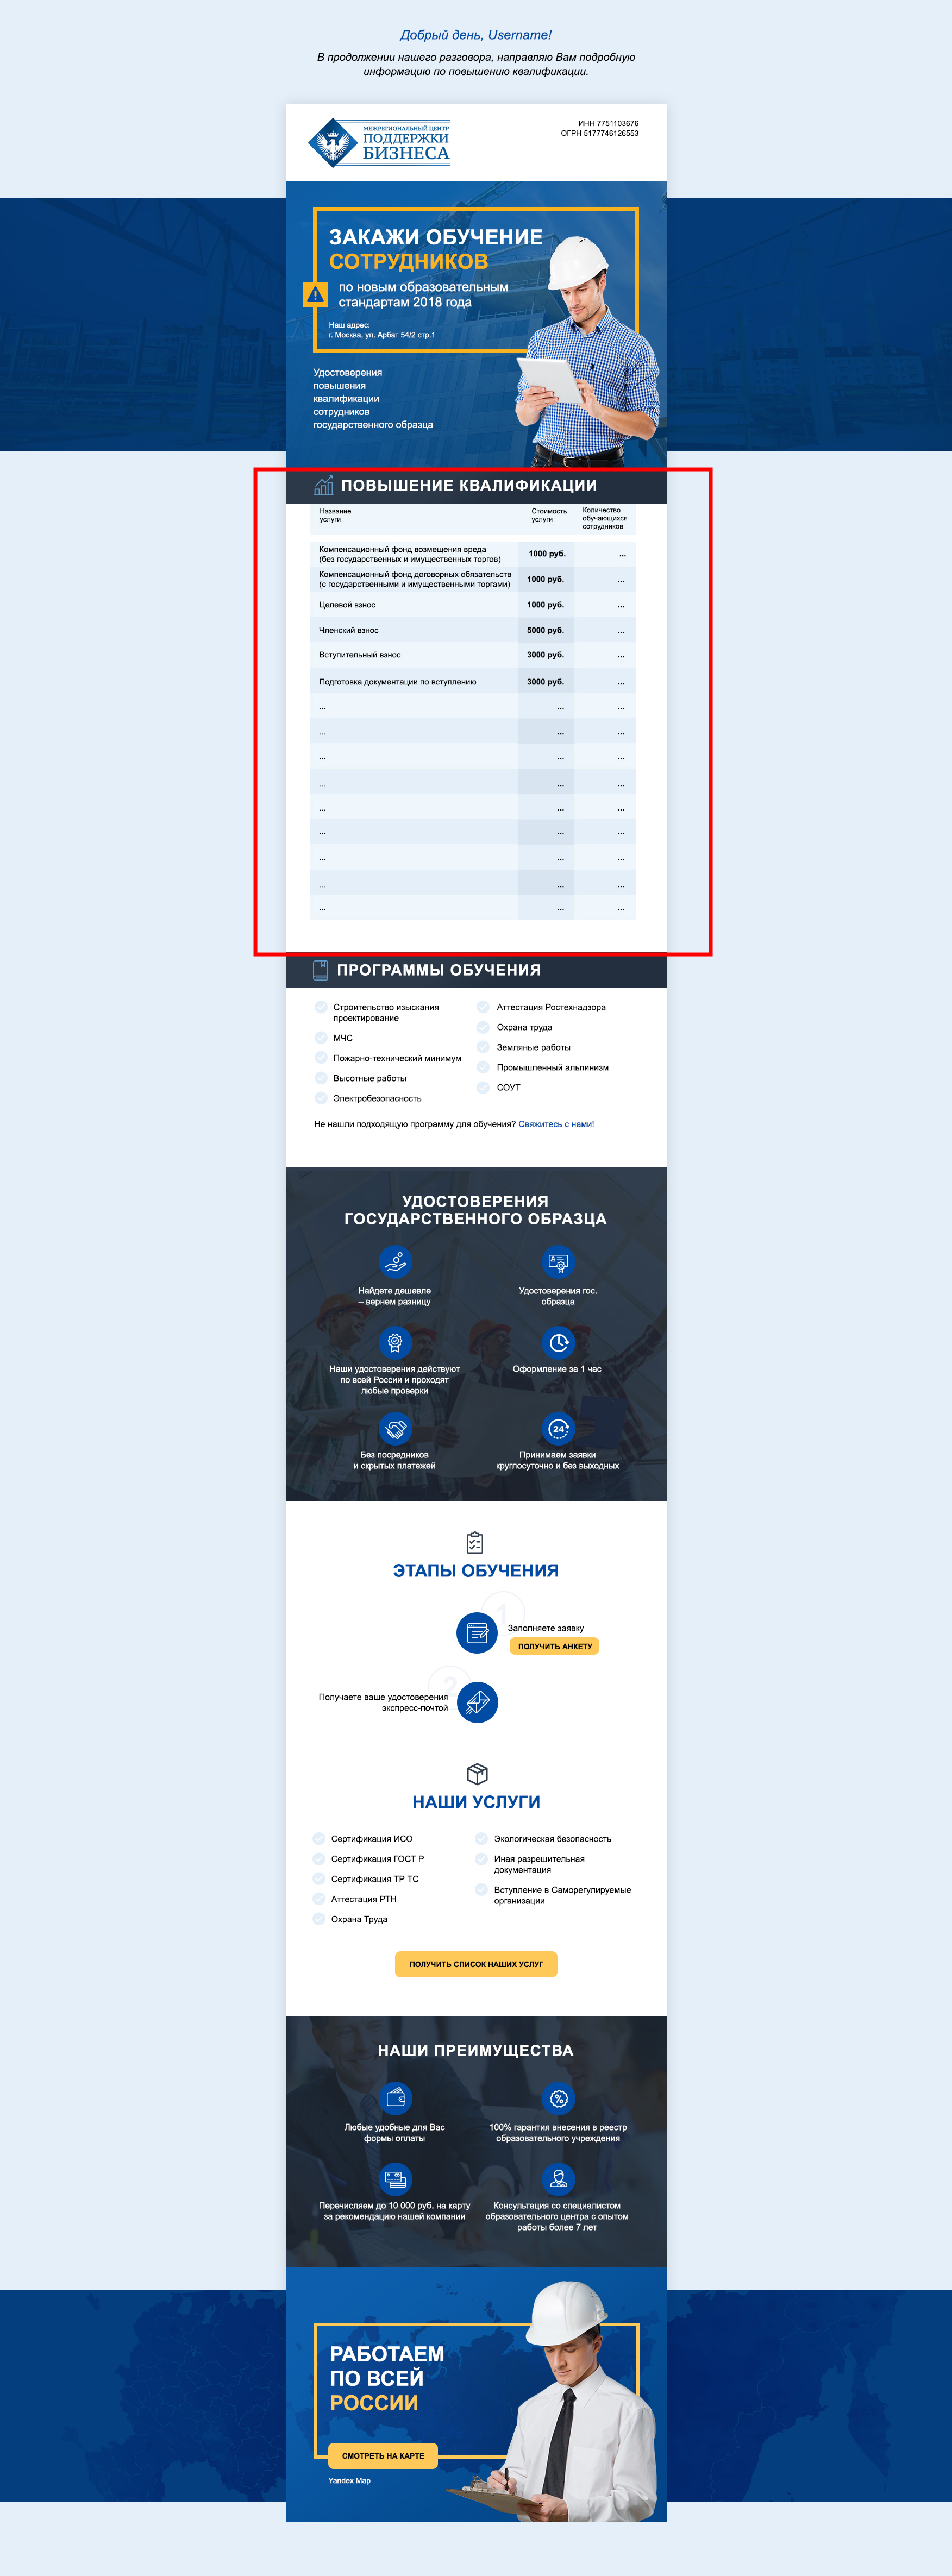 Добрый день, Username!
В продолжении нашего разговора, направляю Вам подробную
информацию по повышению квалификации.
МЕЖРЕГИОНАЛЬНЫЙ ЦЕНТР
ПОДДЕРЖКИ
БИЗНЕСА
ИНН 7751103676
ОГРН 5177746126553
ЗАКАЖИ ОБУЧЕНИЕ
СОТРУДНИКОВ
по новым образовательным
стандартам 2018 года
Наш адрес:
г. Москва, ул. Арбат 54/2 стр.1
Удостоверения
повышения
квалификации
сотрудников
государственного образца
ПОВЫШЕНИЕ КВАЛИФИКАЦИИ
Название
услуги
Стоимость
услуги
Количество
обучающихся
сотрудников
Компенсационный фонд возмещения вреда
(без государственных и имущественных торгов)
1000 руб.
...
Компенсационный фонд договорных обязательств
(с государственными и имущественными торгами)
1000 руб.
...
Целевой взнос 1000 руб. ...
Членский взнос 5000 руб. ...
Вступительный взнос 3000 руб. ...
Подготовка документации по вступлению 3000 руб. ...
... ... ...
... ... ...
... ... ...
... ... ...
... ... ...
... ... ...
... ... ...
... ... ...
... ... ...
ПРОГРАММЫ ОБУЧЕНИЯ
Строительство изыскания
проектирование
МЧС
Пожарно-технический минимум
Высотные работы
Электробезопасность
Аттестация Ростехнадзора
Охрана труда
Земляные работы
Промышленный альпинизм
СОУТ
Не нашли подходящую программу для обучения? Свяжитесь с нами!
УДОСТОВЕРЕНИЯ
ГОСУДАРСТВЕННОГО ОБРАЗЦА
Найдете дешевле
– вернем разницу
Удостоверения гос.
образца
Наши удостоверения действуют
по всей России и проходят
любые проверки
Оформление за 1 час
Без посредников
и скрытых платежей
24
Принимаем заявки
круглосуточно и без выходных
ЭТАПЫ ОБУЧЕНИЯ
1
Заполняете заявку
ПОЛУЧИТЬ АНКЕТУ
2
Получаете ваше удостоверения
экспресс-почтой
НАШИ УСЛУГИ
Сертификация ИСО
Сертификация ГОСТ Р
Сертификация ТР ТС
Аттестация РТН
Охрана Труда
Экологическая безопасность
Иная разрешительная
документация
Вступление в Саморегулируемые
организации
ПОЛУЧИТЬ СПИСОК НАШИХ УСЛУГ
НАШИ ПРЕИМУЩЕСТВА
Любые удобные для Вас
формы оплаты
%
100% гарантия внесения в реестр
образовательного учреждения
Перечисляем до 10 000 руб. на карту
за рекомендацию нашей компании
Консультация со специалистом
образовательного центра с опытом
работы более 7 лет
РАБОТАЕМ
ПО ВСЕЙ
РОССИИ
СМОТРЕТЬ НА КАРТЕ
Yandex Map